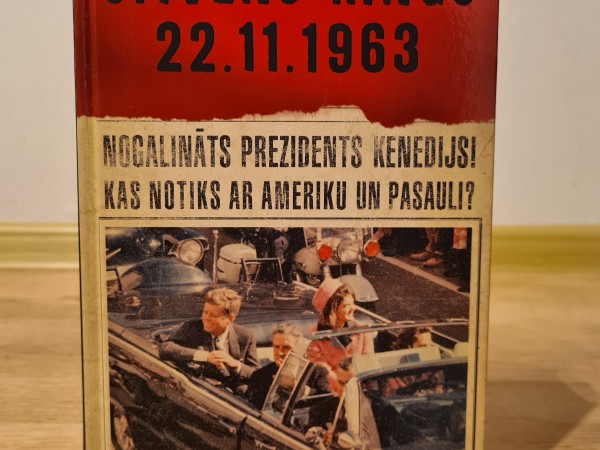 22.11.1963
NOGALINĀTS PREZIDENTS KENEDIJS!
KAS NOTIKS AR AMERIKU UN PASAULI?